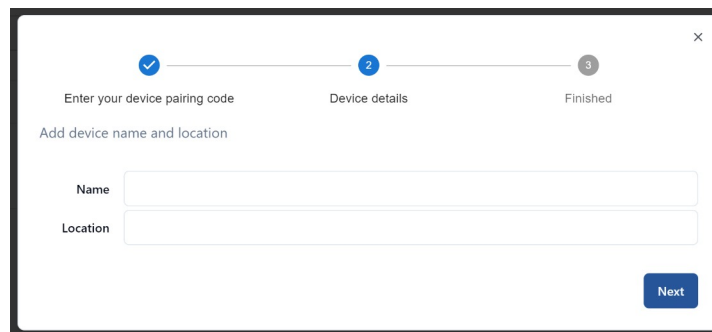 2
3
Enter your device pairing code
Device details
Finished
Add device name and location
Name
Location
Next